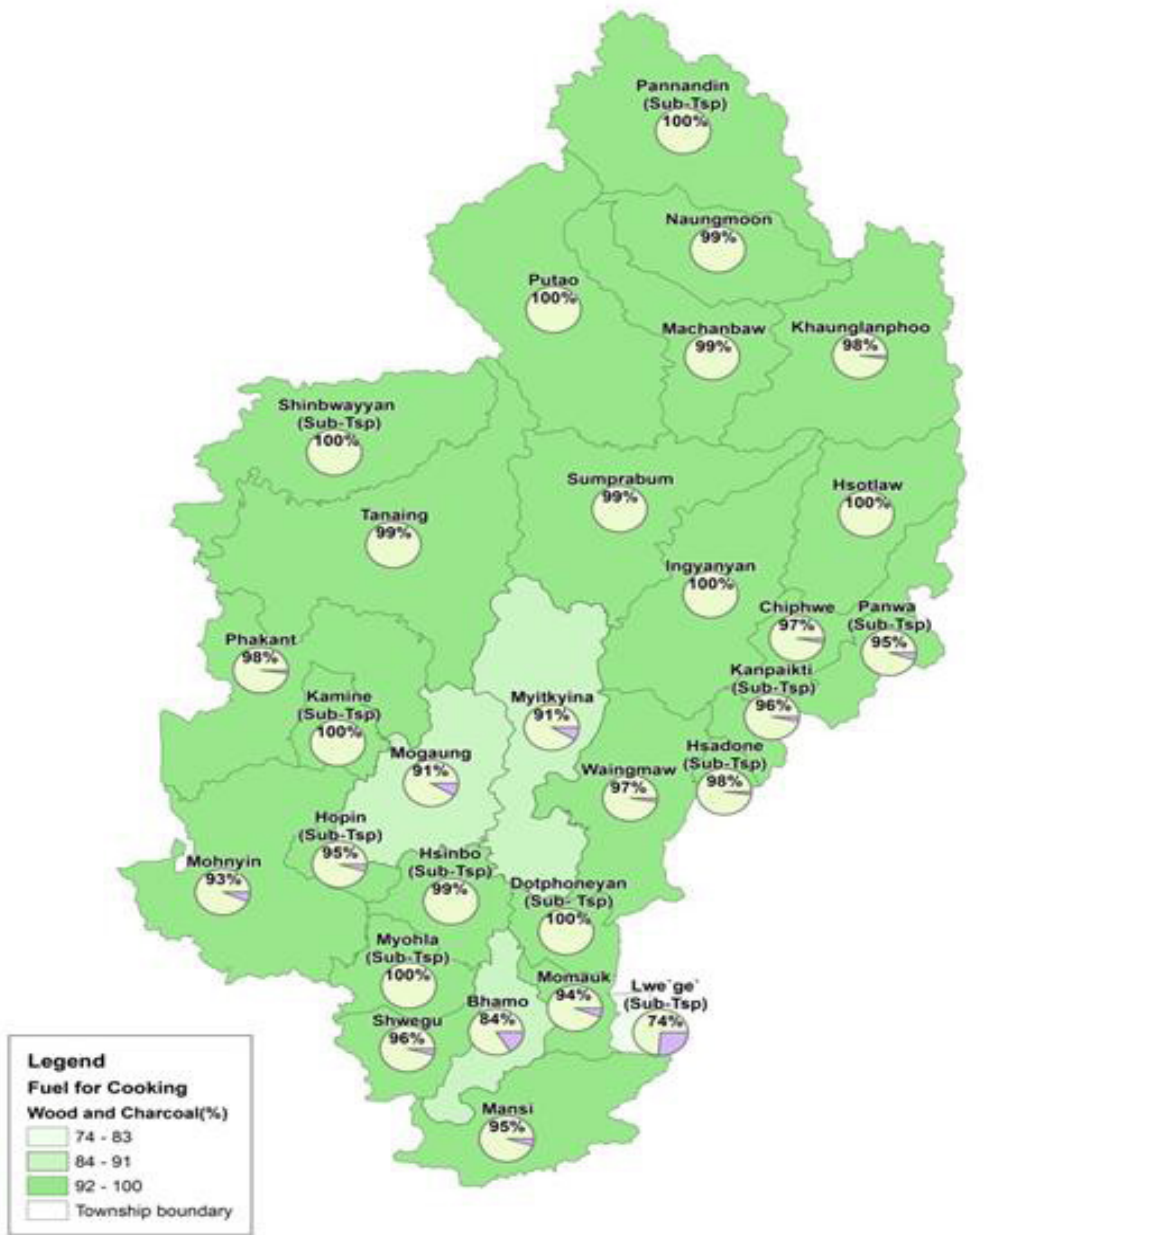 Pannandin
(Sub-Tsp)
100%
Naungmoon
99%
Putao
100%
Machanbaw
99%
Khaunglanphoo
98%
Shinbwayyan
(Sub-Tsp)
100%
Sumprabum
99%
Hsotlaw
100%
Tanaing
99%
Ingyanyan
100%
Chiphwe
97%
Panwa
(Sub-Tsp)
95%
Phakant
98%
Kanpaikti
(Sub-Tsp)
96%
Kamine
(Sub-Tsp)
100%
Myitkyina
91%
Mogaung
91%
Hsadone
(Sub-Tsp)
98%
Waingmaw
97%
Hopin
(Sub-Tsp)
95%
Mohnyin
93%
Hsinbo
(Sub-Tsp)
99%
Dotphoneyan
(Sub- Tsp)
100%
Myohla
(Sub-Tsp)
100%
Momauk
94%
Lwe`ge`
(Sub-Tsp)
74%
Bhamo
84%
Shwegu
96%
Mansi
95%
Legend
Fuel for Cooking
Wood and Charcoal(%)
74 - 83
84 - 91
92 - 100
Township boundary